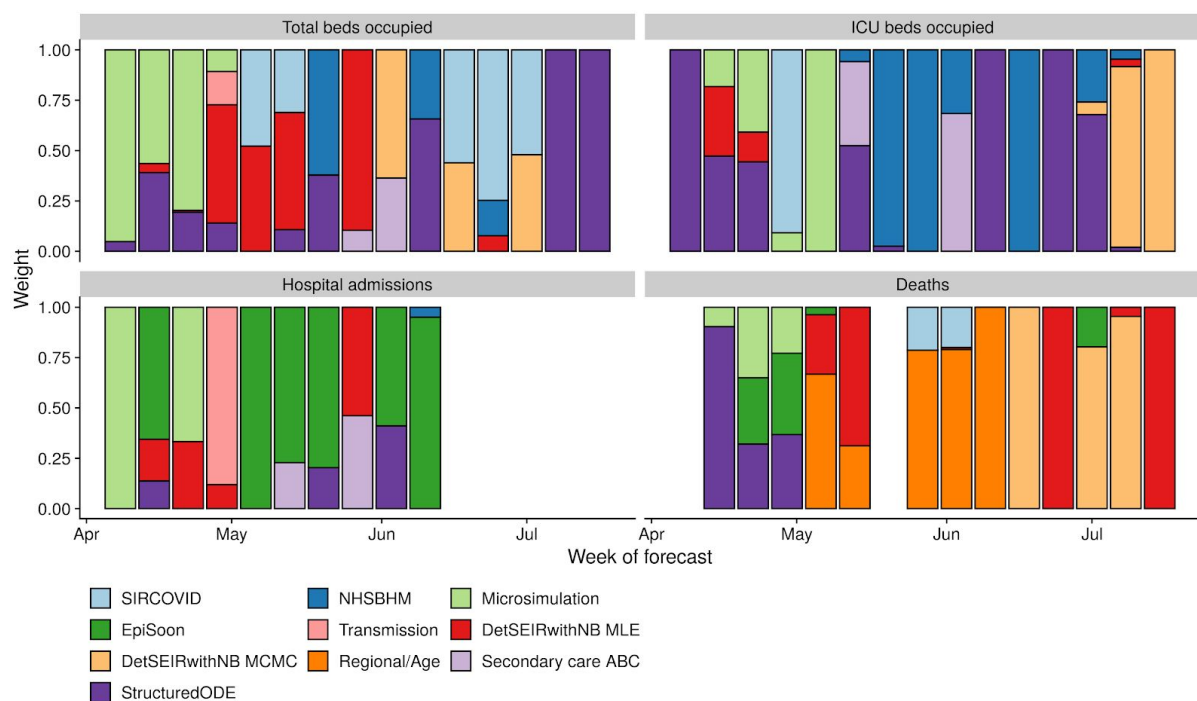 Total beds occupied
ICU beds occupied
1.00
0.75
0.50
0.25
0.00
Hospital admissions
Deaths
1.00
0.75
0.50
0.25
0.00
Weight
Apr May Jun Jul
Apr May Jun Jul
Week of forecast
SIRCOVID NHSBHM Microsimulation
EpiSoon Transmission DetSEIRwithNB MLE
DetSEIRwithNB MCMC Regional/Age Secondary care ABC
StructuredODE